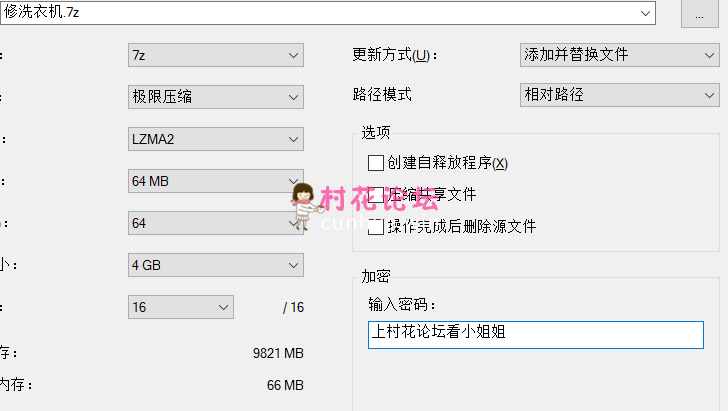 修洗衣机.7z
...
: 7z
更新方式(U): 添加并替换文件
: 极限压缩
路径模式 相对路径
: LZMA2
选项
创建自释放程序(X)
: 64 MB
压缩共享文件
村花论坛
: 64
操作完成后删除源文件
小: 4 GB
加密
: 16 / 16
输入密码:
上村花论坛看小姐姐
存: 9821 MB
内存: 66 MB